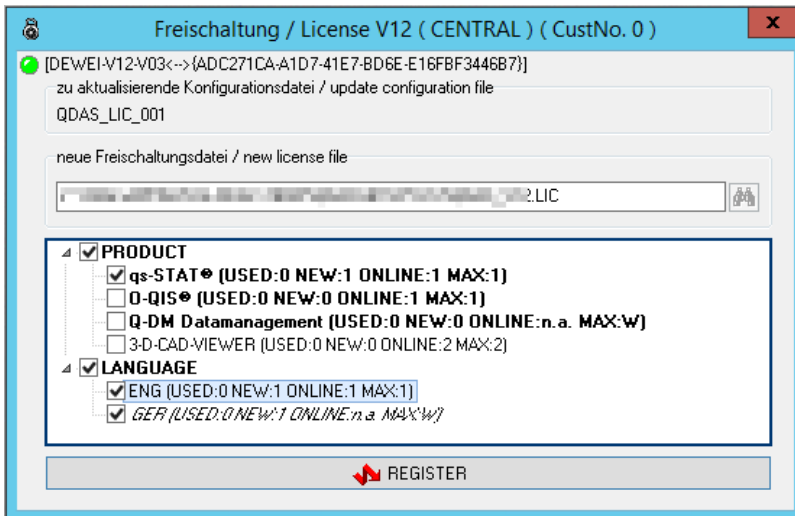 Freischaltung / License V12 ( CENTRAL ) ( CustNo. 0 )
x
[DEWEI-V12-V03<-->{ADC271CA-A1D7-41E7-BD6E-E16FBF3446B7}]
zu aktualisierende Konfigurationsdatei / update configuration file
QDAS_LIC_001
neue Freischaltungsdatei / new license file
.LIC
PRODUCT
qs-STAT® (USED:0 NEW:1 ONLINE:1 MAX:1)
O-QIS® (USED:0 NEW:0 ONLINE:1 MAX:1)
Q-DM Datamanagement (USED:0 NEW:0 ONLINE:n.a. MAX:W)
3-D-CAD-VIEWER (USED:0 NEW:0 ONLINE:2 MAX:2)
LANGUAGE
ENG (USED:0 NEW:1 ONLINE:1 MAX:1)
GER (USED:0 NEW:1 ONLINE:n.a. MAX:W)
REGISTER